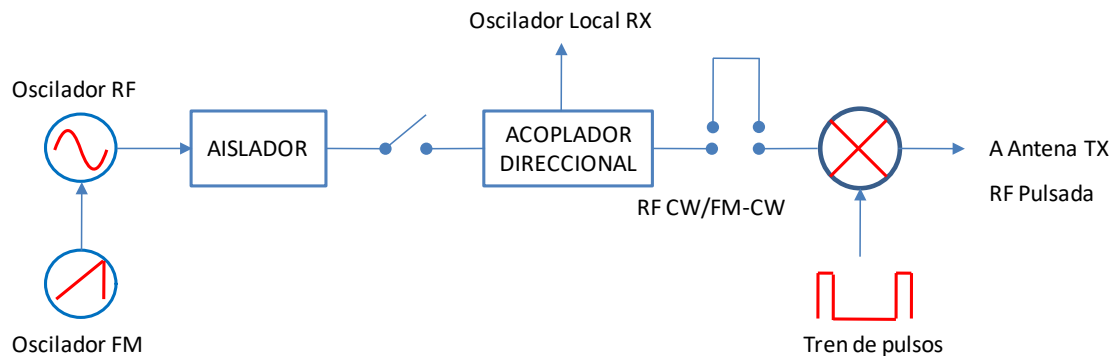 Oscilador Local RX
Oscilador RF
AISLADOR
ACOPLADOR
DIRECCIONAL
A Antena TX
RF Pulsada
RF CW/FM-CW
Oscilador FM
Tren de pulsos